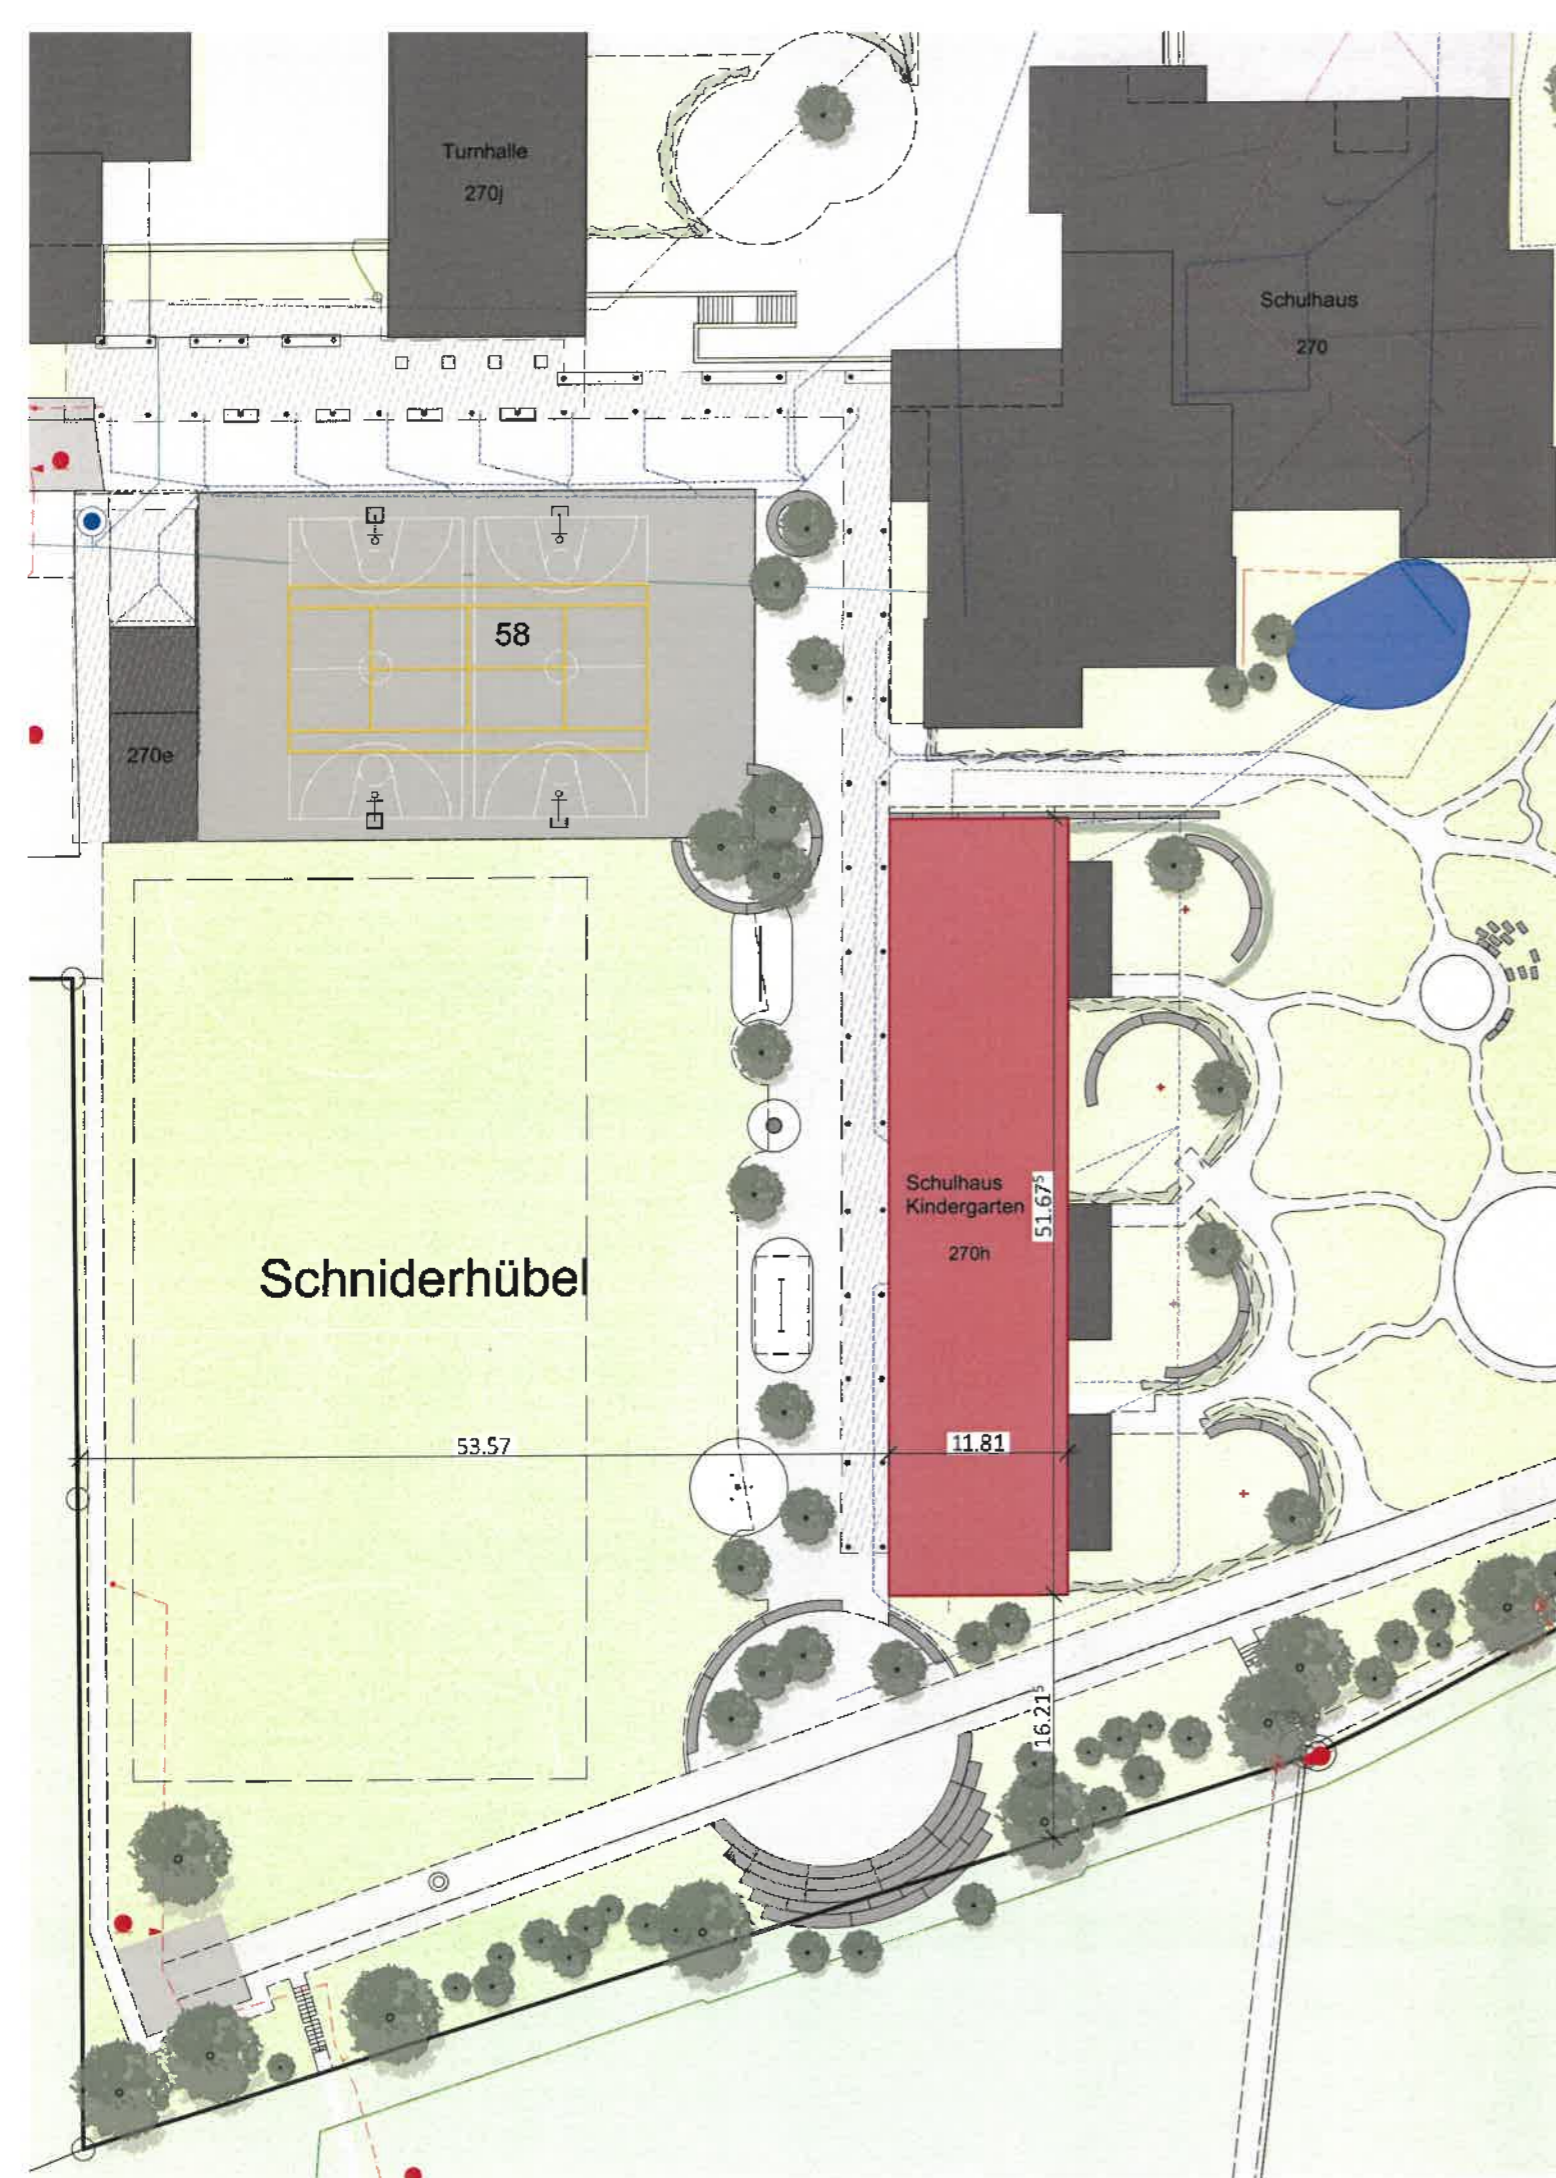 Turnhalle
270j
Schulhaus
270
58
270e
Schulhaus
Kindergarten
270h
51.67⁵
Schniderhübel
53.57
11.81
16.21⁵